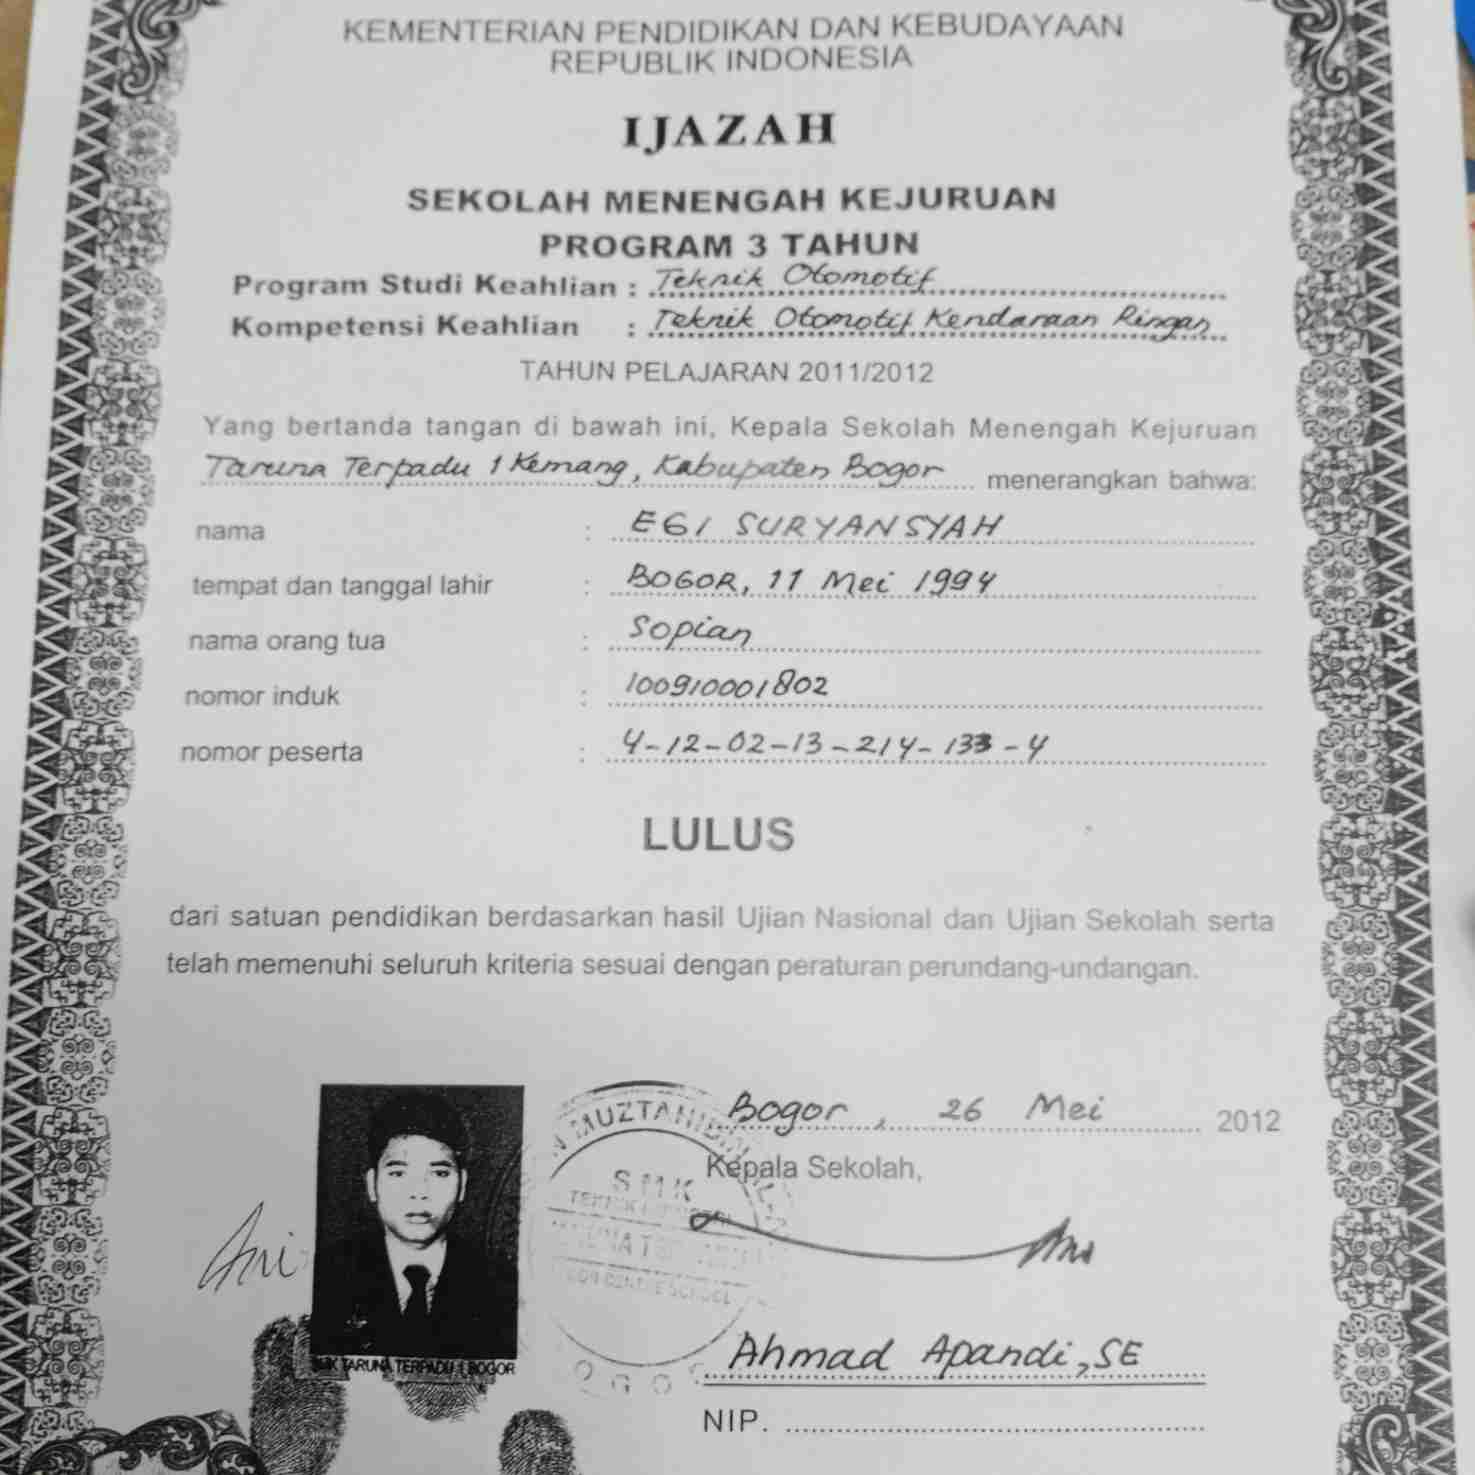 KEMENTERIAN PENDIDIKAN DAN KEBUDAYAAN
REPUBLIK INDONESIA
IJAZAH
SEKOLAH MENENGAH KEJURUAN
PROGRAM 3 TAHUN
Program Studi Keahlian : Teknik Otomotif
Kompetensi Keahlian : Teknik Otomotif Kendaraan Ringan
TAHUN PELAJARAN 2011/2012
Yang bertanda tangan di bawah ini, Kepala Sekolah Menengah Kejuruan
Taruna Terpadu 1 Kemang, Kabupaten Bogor menerangkan bahwa:
nama : EGI SURYANSYAH
tempat dan tanggal lahir : BOGOR, 11 Mei 1994
nama orang tua : Sopian
nomor induk : 100910001802
nomor peserta : 4-12-02-13-214-133-4
LULUS
dari satuan pendidikan berdasarkan hasil Ujian Nasional dan Ujian Sekolah serta
telah memenuhi seluruh kriteria sesuai dengan peraturan perundang-undangan.
Bogor, 26 Mei 2012
Kepala Sekolah,
SMK
SMK TARUNA TERPADU 1 BOGOR
Ahmad Apandi, SE
NIP.